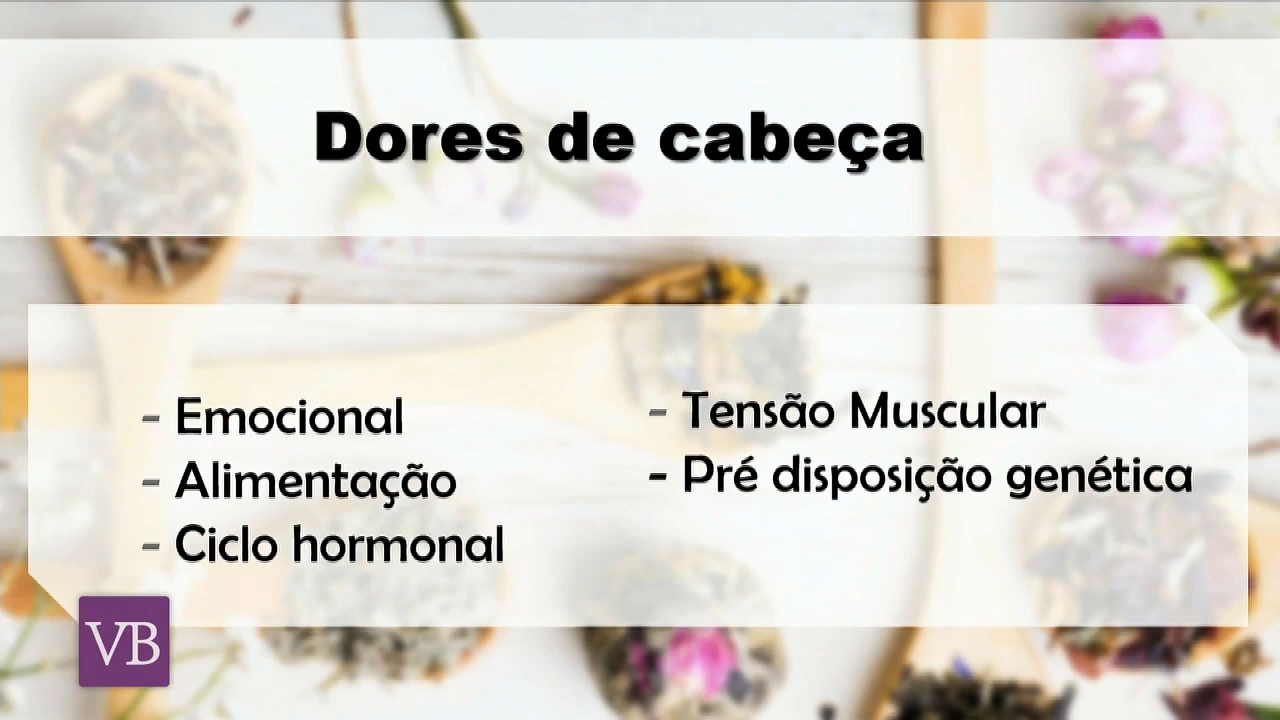 Dores de cabeça
- Emocional
- Alimentação
- Ciclo hormonal
- Tensão Muscular
- Pré disposição genética
VB